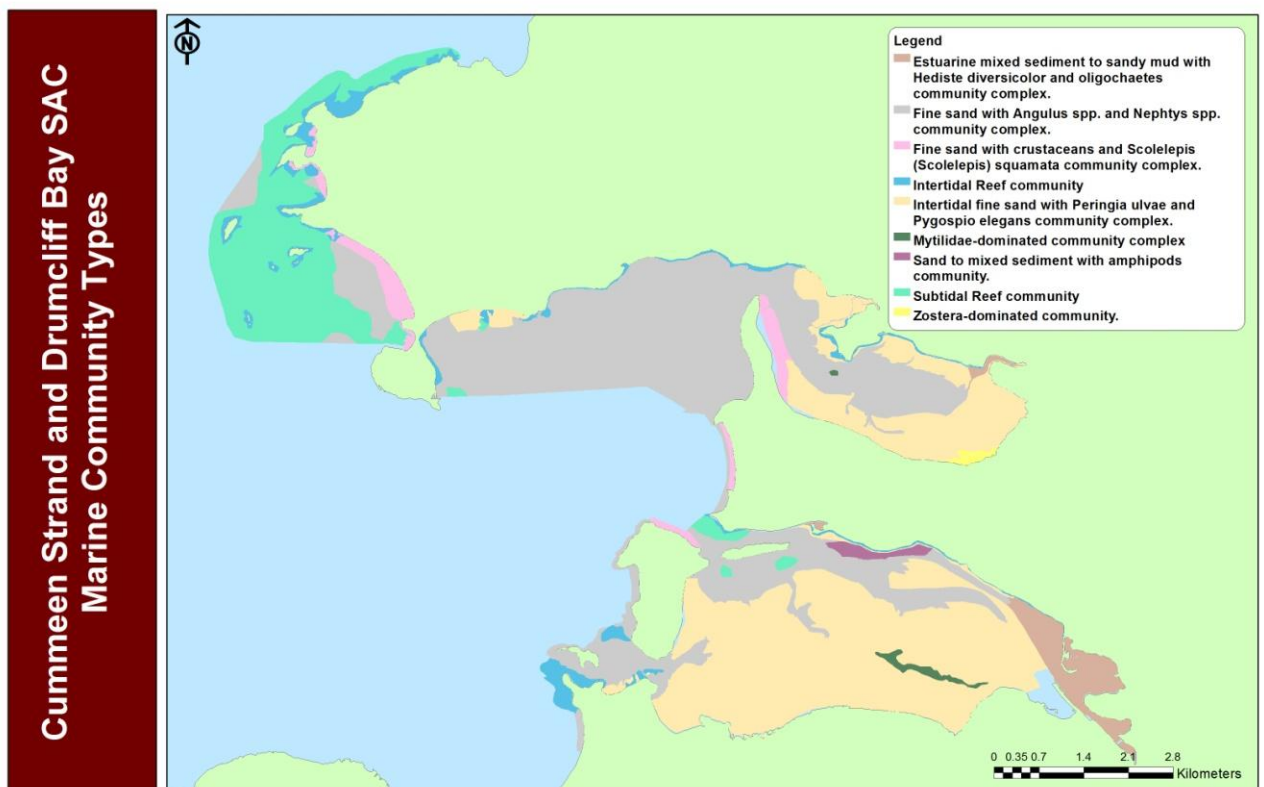 Cummeen Strand and Drumcliff Bay SAC
Marine Community Types
N
Legend
Estuarine mixed sediment to sandy mud with
Hediste diversicolor and oligochaetes
community complex.
Fine sand with Angulus spp. and Nephtys spp.
community complex.
Fine sand with crustaceans and Scolelepis
(Scolelepis) squamata community complex.
Intertidal Reef community
Intertidal fine sand with Peringia ulvae and
Pygospio elegans community complex.
Mytilidae-dominated community complex
Sand to mixed sediment with amphipods
community.
Subtidal Reef community
Zostera-dominated community.
0 0.35 0.7 1.4 2.1 2.8
Kilometers